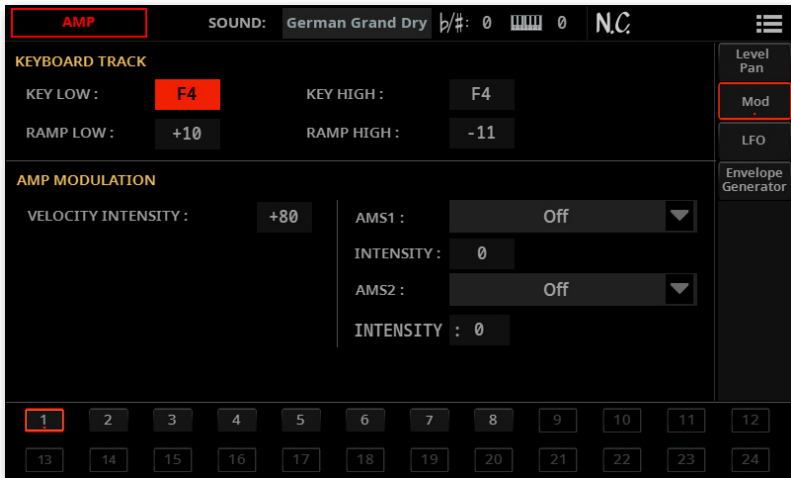 AMP SOUND: German Grand Dry b/#: 0 0 N.C.
KEYBOARD TRACK
KEY LOW : F4 KEY HIGH : F4
RAMP LOW : +10 RAMP HIGH : -11
AMP MODULATION
VELOCITY INTENSITY : +80
AMS1 : Off
INTENSITY : 0
AMS2 : Off
INTENSITY : 0
Level
Pan
Mod
LFO
Envelope
Generator
1 2 3 4 5 6 7 8 9 10 11 12
13 14 15 16 17 18 19 20 21 22 23 24